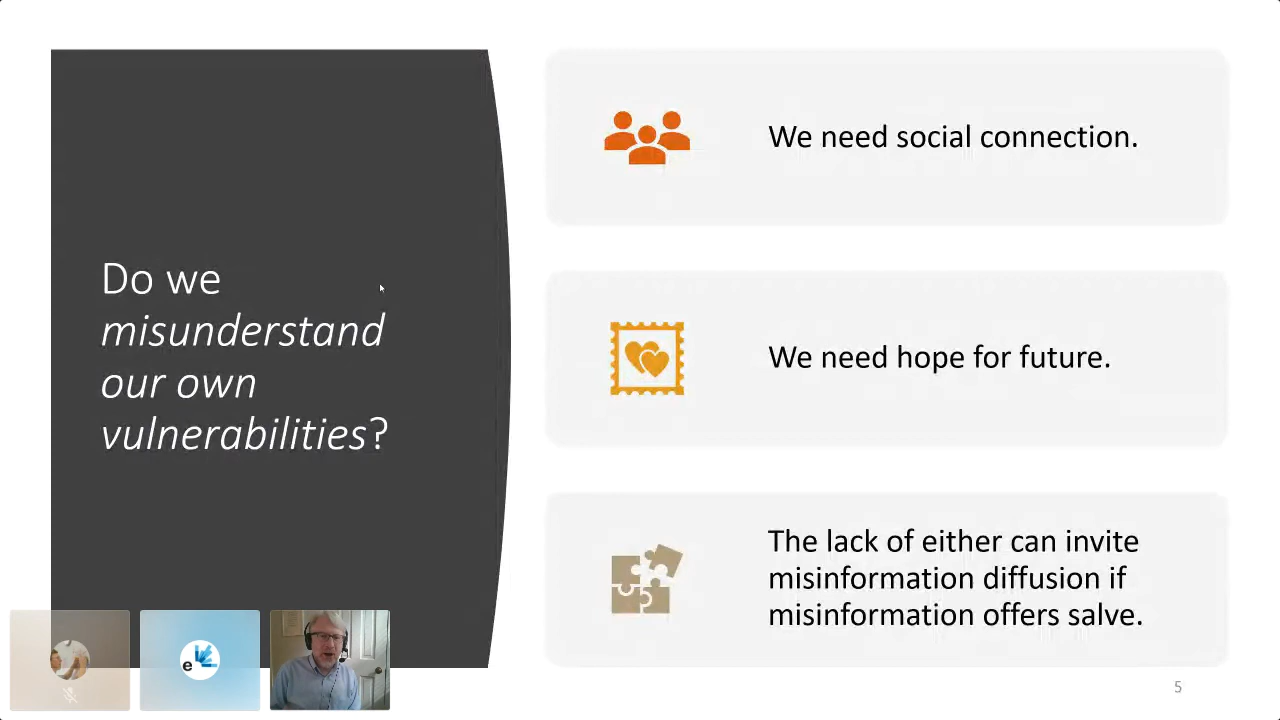 Do we
misunderstand
our own
vulnerabilities?
We need social connection.
We need hope for future.
The lack of either can invite
misinformation diffusion if
misinformation offers salve.
e
5